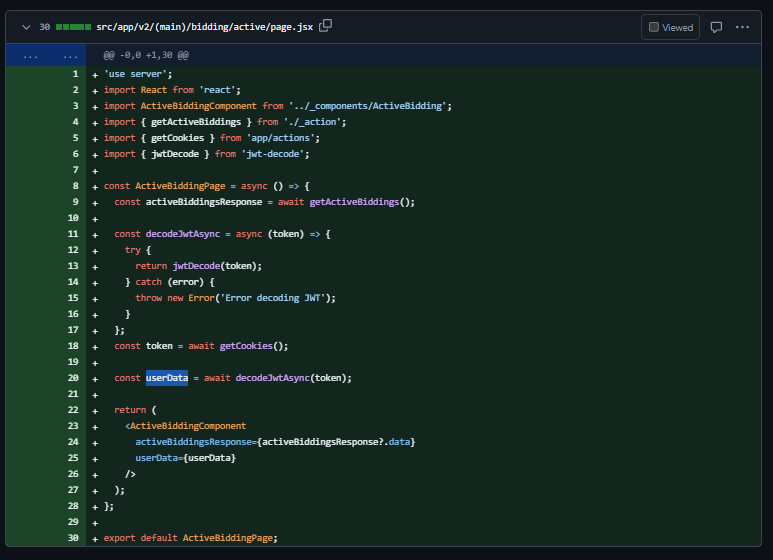 30 src/app/v2/(main)/bidding/active/page.jsx Viewed ...
... ... @@ -0,0 +1,30 @@
1 + 'use server';
2 + import React from 'react';
3 + import ActiveBiddingComponent from '../_components/ActiveBidding';
4 + import { getActiveBiddings } from './_action';
5 + import { getCookies } from 'app/actions';
6 + import { jwtDecode } from 'jwt-decode';
7 +
8 + const ActiveBiddingPage = async () => {
9 +   const activeBiddingsResponse = await getActiveBiddings();
10 +
11 +   const decodeJwtAsync = async (token) => {
12 +     try {
13 +       return jwtDecode(token);
14 +     } catch (error) {
15 +       throw new Error('Error decoding JWT');
16 +     }
17 +   };
18 +   const token = await getCookies();
19 +
20 +   const userData = await decodeJwtAsync(token);
21 +
22 +   return (
23 +     <ActiveBiddingComponent
24 +       activeBiddingsResponse={activeBiddingsResponse?.data}
25 +       userData={userData}
26 +     />
27 +   );
28 + };
29 +
30 + export default ActiveBiddingPage;